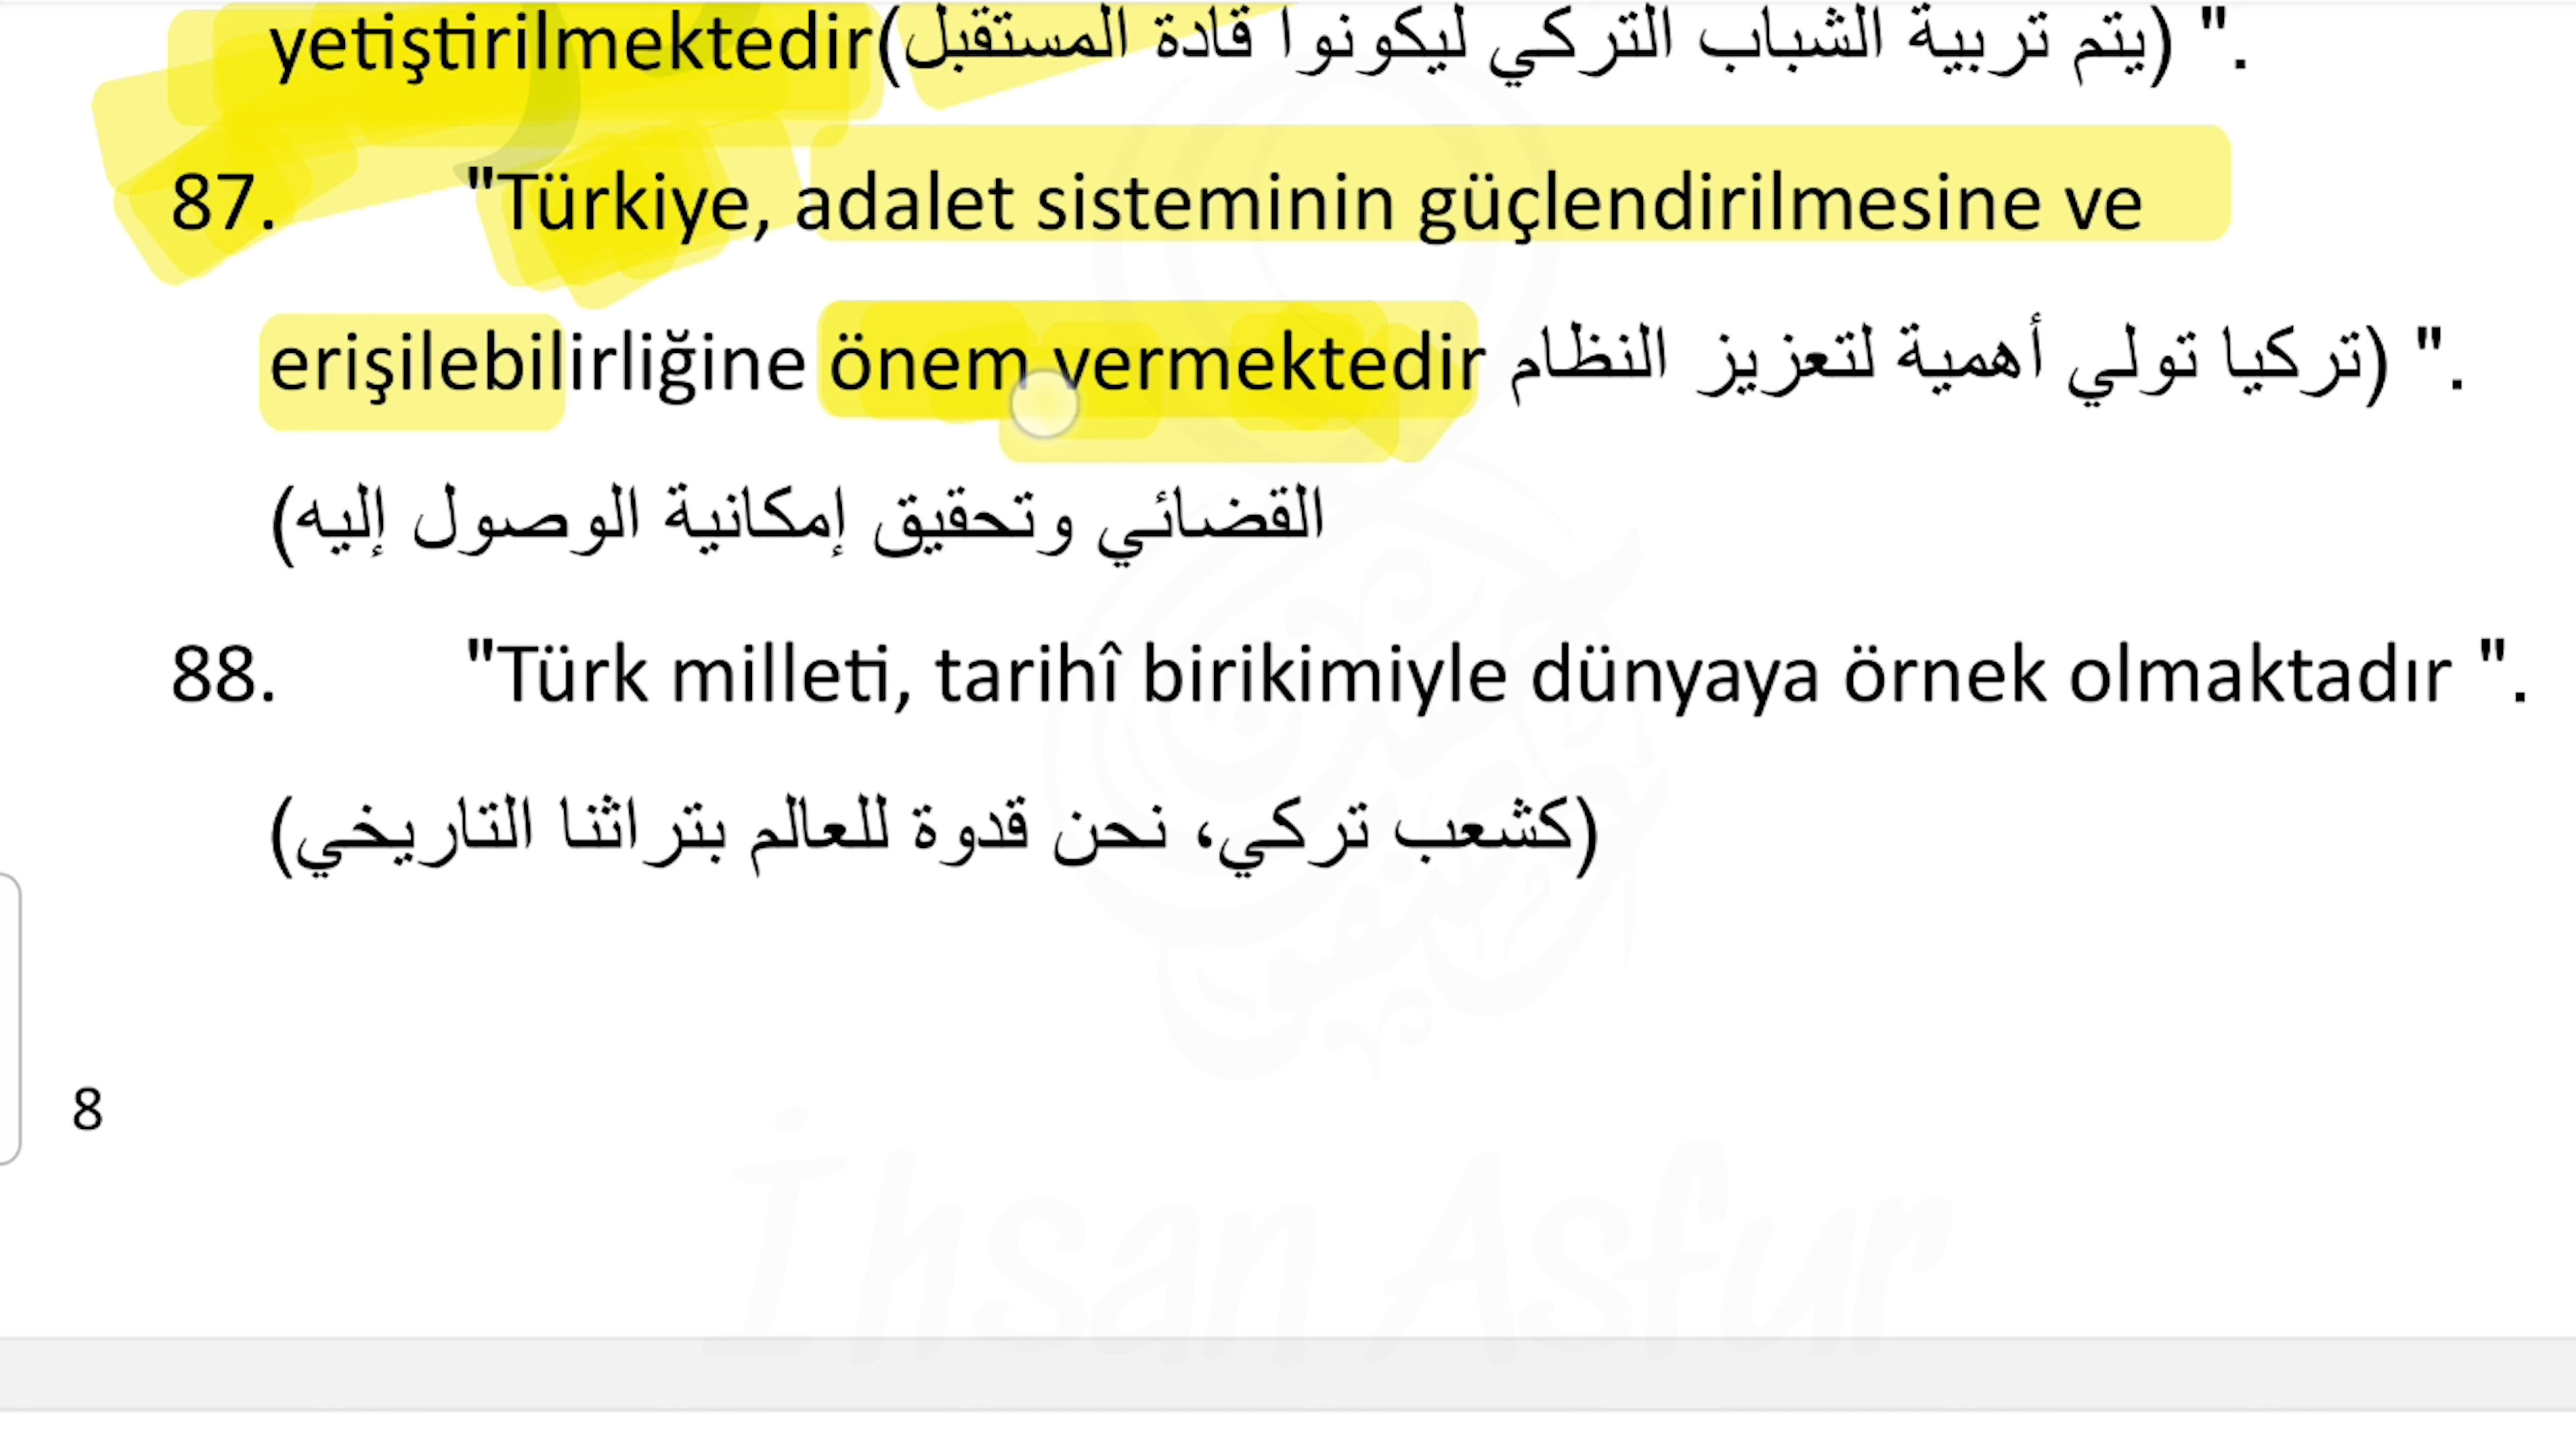 yetiştirilmektedir(يتم تربية الشباب التركي ليكونوا قادة المستقبل) ".
87. "Türkiye, adalet sisteminin güçlendirilmesine ve
erişilebilirliğine önem vermektedir (تركيا تولي أهمية لتعزيز النظام ".
القضائي وتحقيق إمكانية الوصول إليه)
88. "Türk milleti, tarihî birikimiyle dünyaya örnek olmaktadır ".
(كشعب تركي، نحن قدوة للعالم بتراثنا التاريخي)
8
İhsan Asfur